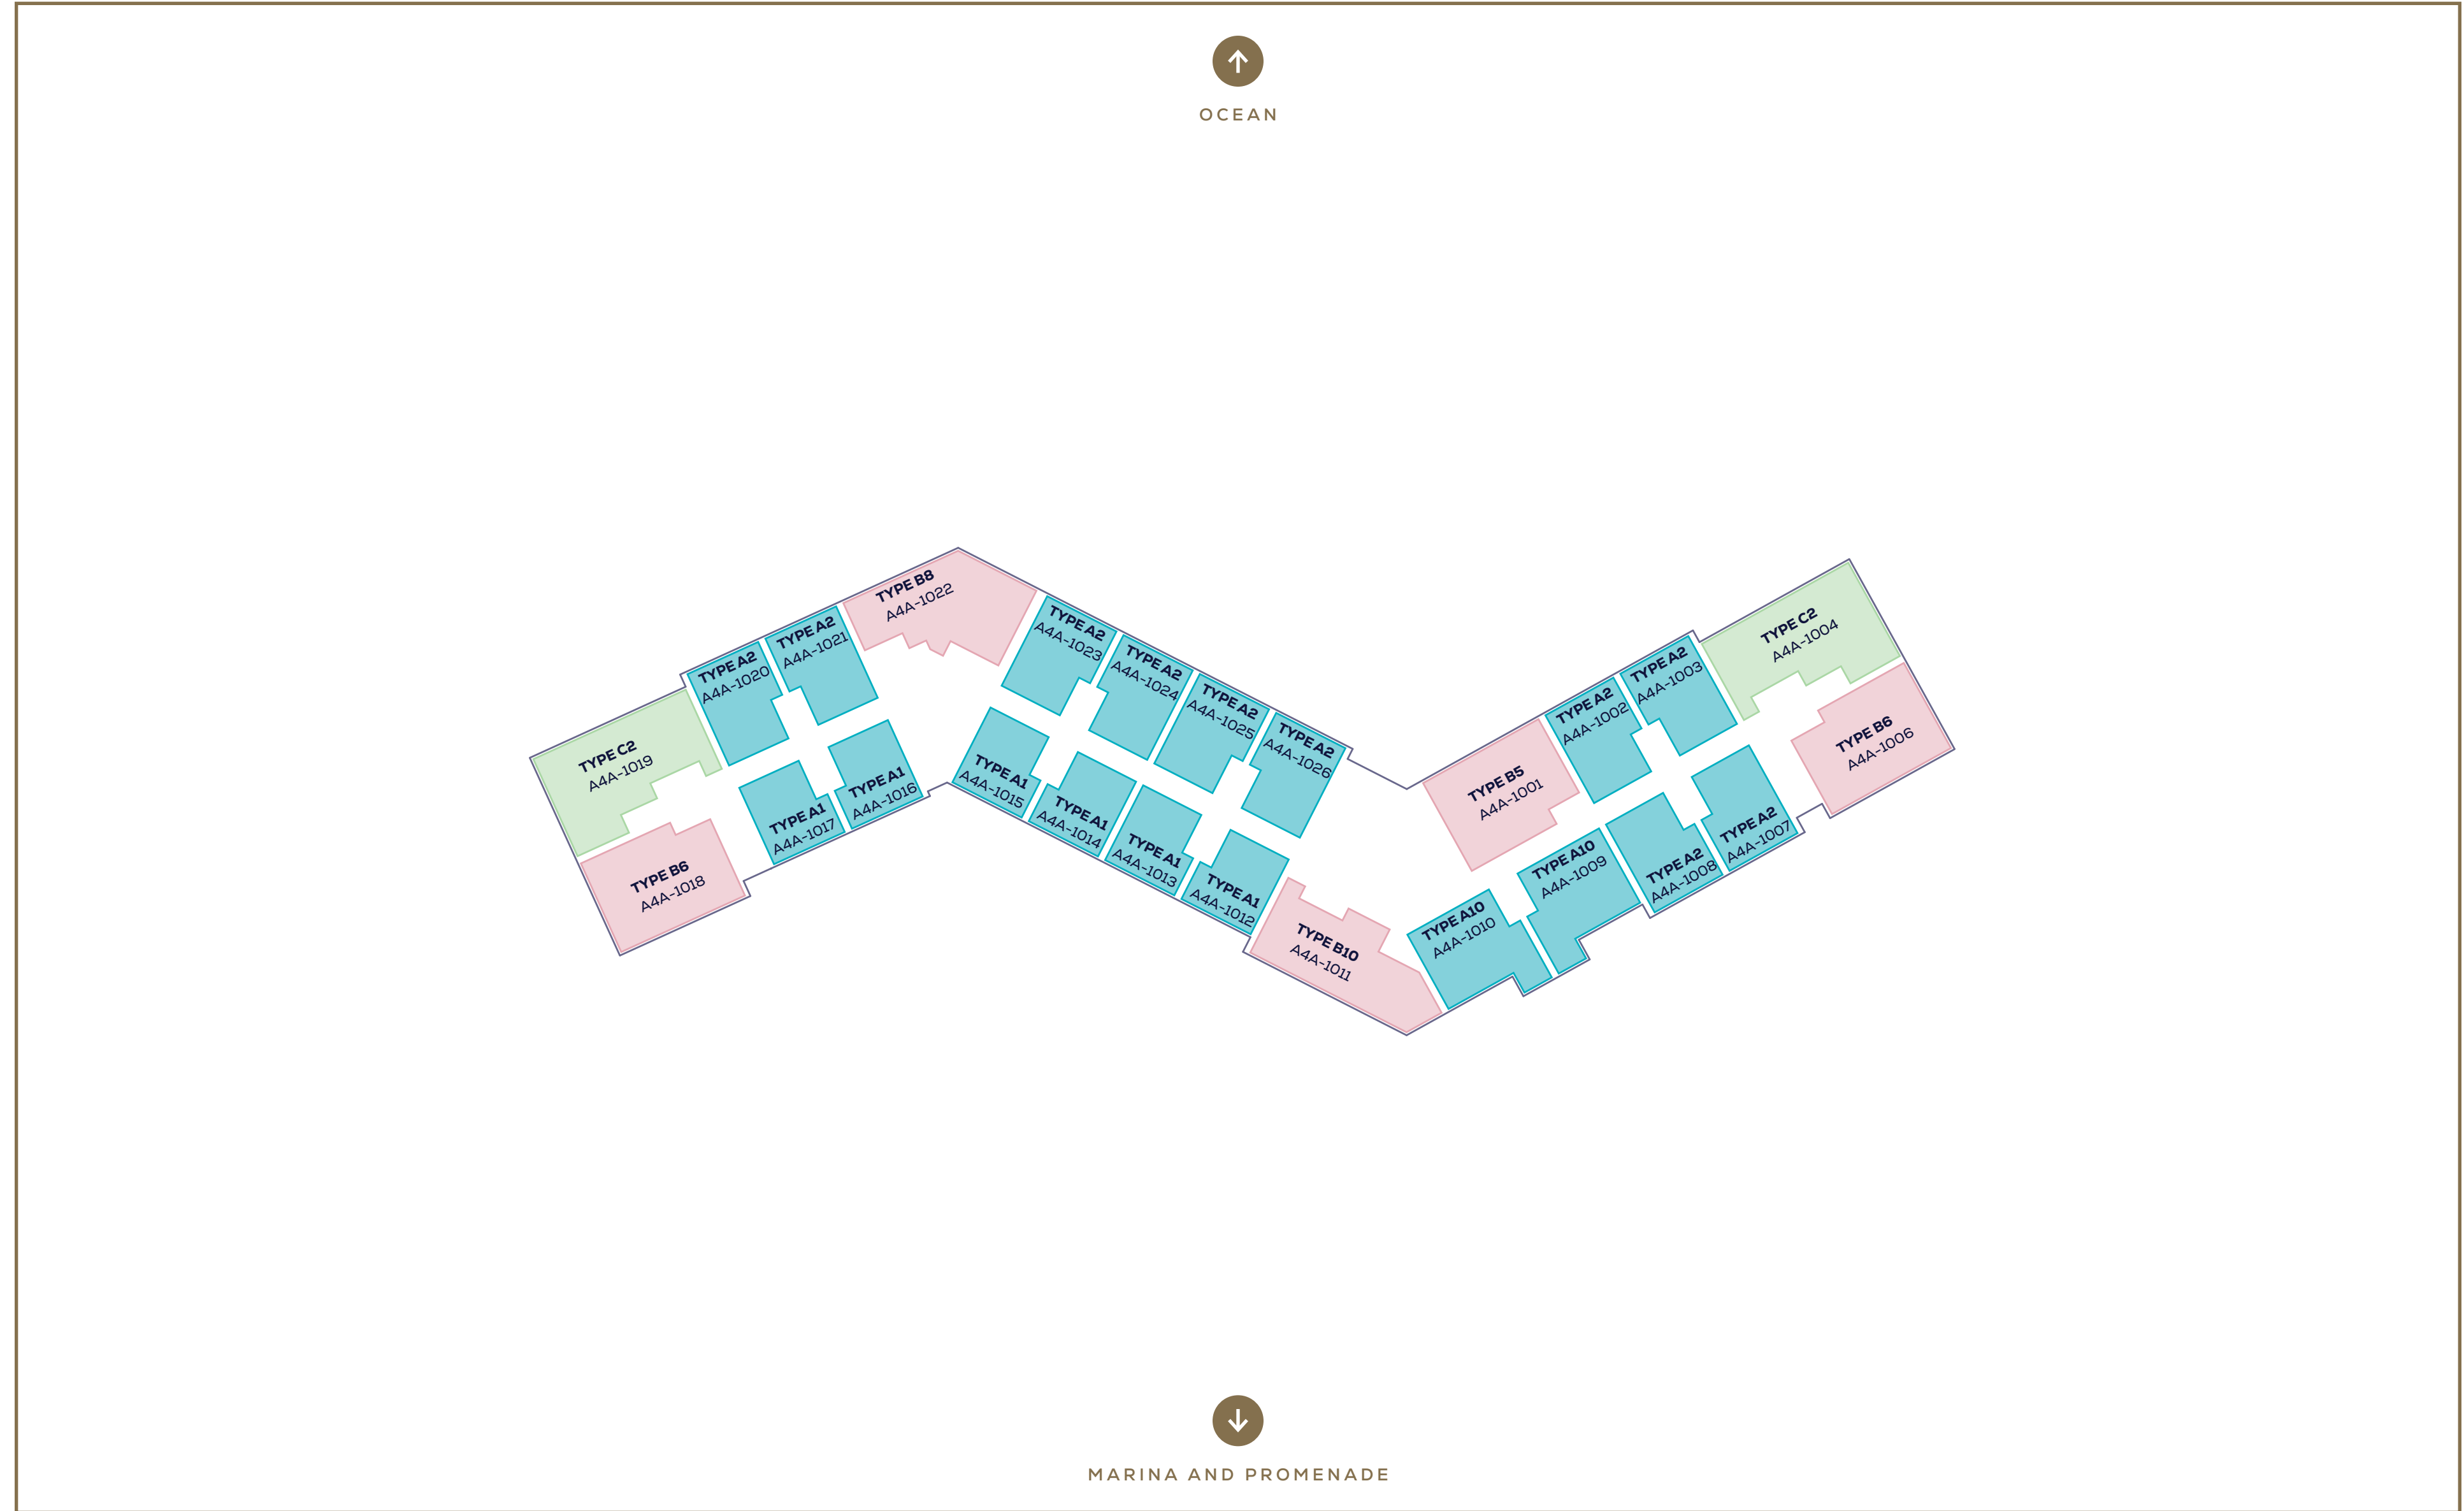 OCEAN
TYPE B8
A4A-1022
TYPE A2
A4A-1021
TYPE A2
A4A-1020
TYPE C2
A4A-1019
TYPE B6
A4A-1018
TYPE A1
A4A-1017
TYPE A1
A4A-1016
TYPE A2
A4A-1023
TYPE A2
A4A-1024
TYPE A2
A4A-1025
TYPE A2
A4A-1026
TYPE A1
A4A-1015
TYPE A1
A4A-1014
TYPE A1
A4A-1013
TYPE A1
A4A-1012
TYPE B10
A4A-1011
TYPE B5
A4A-1001
TYPE A2
A4A-1002
TYPE A2
A4A-1003
TYPE C2
A4A-1004
TYPE B6
A4A-1006
TYPE A2
A4A-1007
TYPE A2
A4A-1008
TYPE A10
A4A-1009
TYPE A10
A4A-1010
MARINA AND PROMENADE